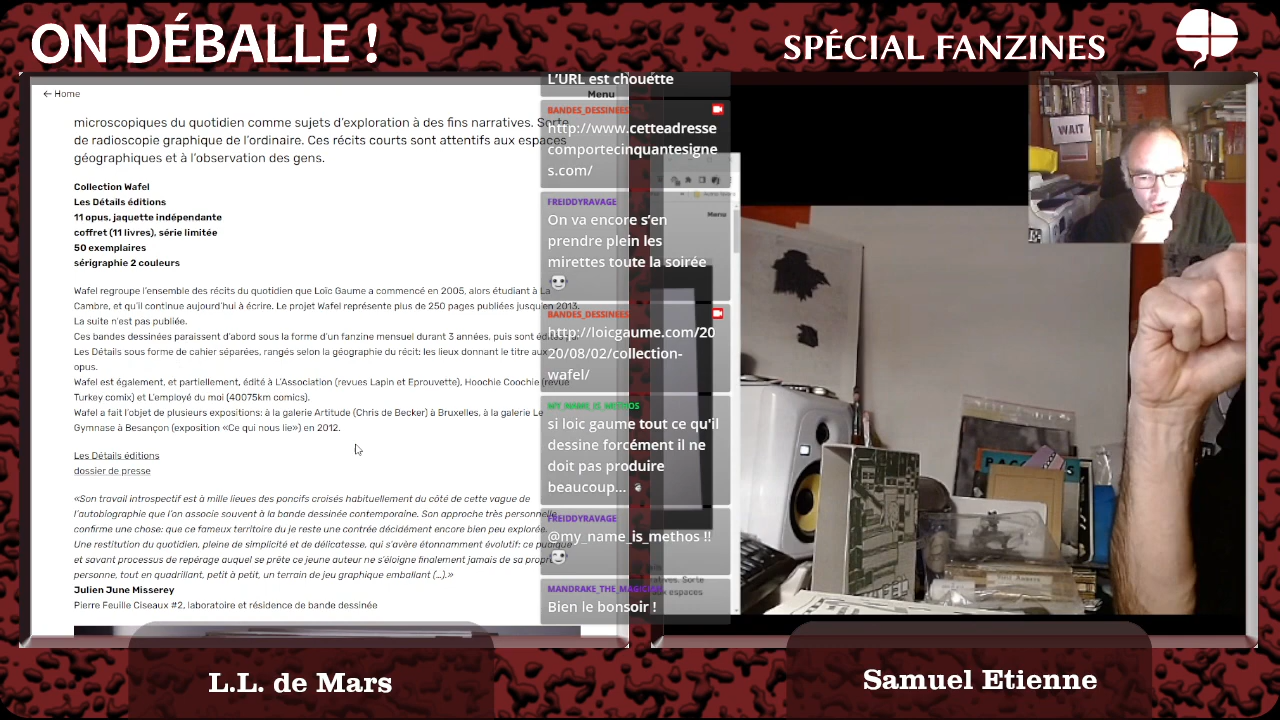 ON DÉBALLE !
SPÉCIAL FANZINES
← Home
Menu
microscopiques du quotidien comme sujets d'exploration à des fins narratives. Sorte
de radioscopie graphique de l'ordinaire. Ces récits courts sont attentifs aux espaces
géographiques et à l'observation des gens.
Collection Wafel
Les Détails éditions
11 opus, jaquette indépendante
coffret (11 livres), série limitée
50 exemplaires
sérigraphie 2 couleurs
Wafel regroupe l'ensemble des récits du quotidien que Loïc Gaume a commencé en 2005, alors étudiant à La
Cambre, et qu'il continue aujourd'hui à écrire. Le projet Wafel représente plus de 250 pages publiées jusqu'en 2013.
La suite n'est pas publiée.
Ces bandes dessinées paraissent d'abord sous la forme d'un fanzine mensuel durant 3 années, puis sont
Les Détails sous forme de cahier séparées, rangés selon la géographie du récit: les lieux donnant le titre aux
opus.
Wafel est également, et partiellement, édité à L'Association (revues Lapin et Eprouvette), Hoochie Coochie (revue
Turkey comix) et L'employé du moi (40075km comics).
Wafel a fait l'objet de plusieurs expositions: à la galerie Artitude (Chris de Becker) à Bruxelles, à la galerie Le
Gymnase à Besançon (exposition «Ce qui nous lie») en 2012.
Les Détails éditions
dossier de presse
«Son travail introspectif est à mille lieues des poncifs croisés habituellement du côté de cette vague de
l'autobiographie que l'on associe souvent à la bande dessinée contemporaine. Son approche très personnelle
confirme une chose: que ce fameux territoire du je reste une contrée décidément encore bien peu explorée.
Une restitution du quotidien, pleine de simplicité et de délicatesse, qui s'avère étonnamment évolutif: ce pudique
et savant processus de repérage auquel se prête ce jeune auteur ne s'éloigne finalement jamais de sa propre
personne, tout en quadrillant, petit à petit, un terrain de jeu graphique emballant (...).»
Julien June Misserey
Pierre Feuille Ciseaux #2, laboratoire et résidence de bande dessinée
L'URL est chouette
BANDES_DESSINEES
http://www.cetteadresse
comportecinquantesigne
s.com/
FREIDDYRAVAGE
On va encore s'en
prendre plein les
mirettes toute la soirée
BANDES_DESSINEES
http://loicgaume.com/20
20/08/02/collection-
wafel/
MY_NAME_IS_METHOS
si loic gaume tout ce qu'il
dessine forcément il ne
doit pas produire
beaucoup...
FREIDDYRAVAGE
@my_name_is_methos !!
MANDRAKE_THE_MAGICIAN
Bien le bonsoir !
Menu
narratives. Sorte
aux espaces
WAIT
L.L. de Mars
Samuel Etienne